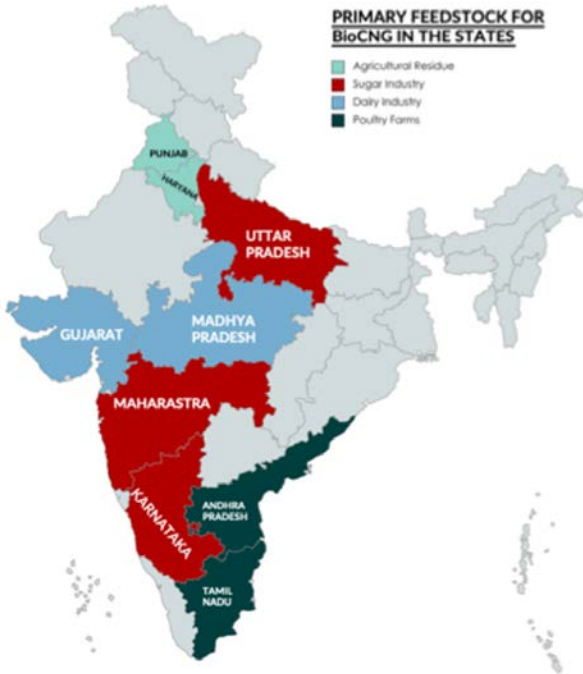 PRIMARY FEEDSTOCK FOR
BioCNG IN THE STATES
Agricultural Residue
Sugar Industry
Dairy Industry
Poultry Farms
PUNJAB
HARYANA
UTTAR
PRADESH
GUJARAT
MADHYA
PRADESH
MAHARASTRA
KARNATAKA
ANDHRA
PRADESH
TAMIL
NADU